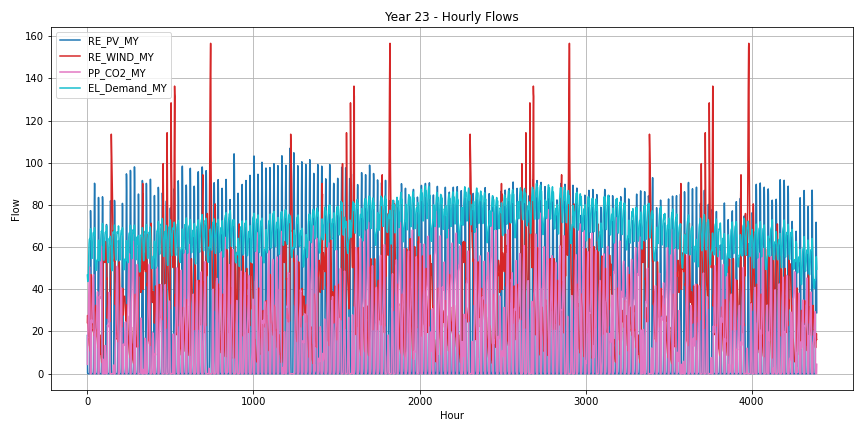 Year 23 - Hourly Flows
RE_PV_MY
RE_WIND_MY
PP_CO2_MY
EL_Demand_MY
160
140
120
100
80
60
40
20
0
Flow
0 1000 2000 3000 4000
Hour